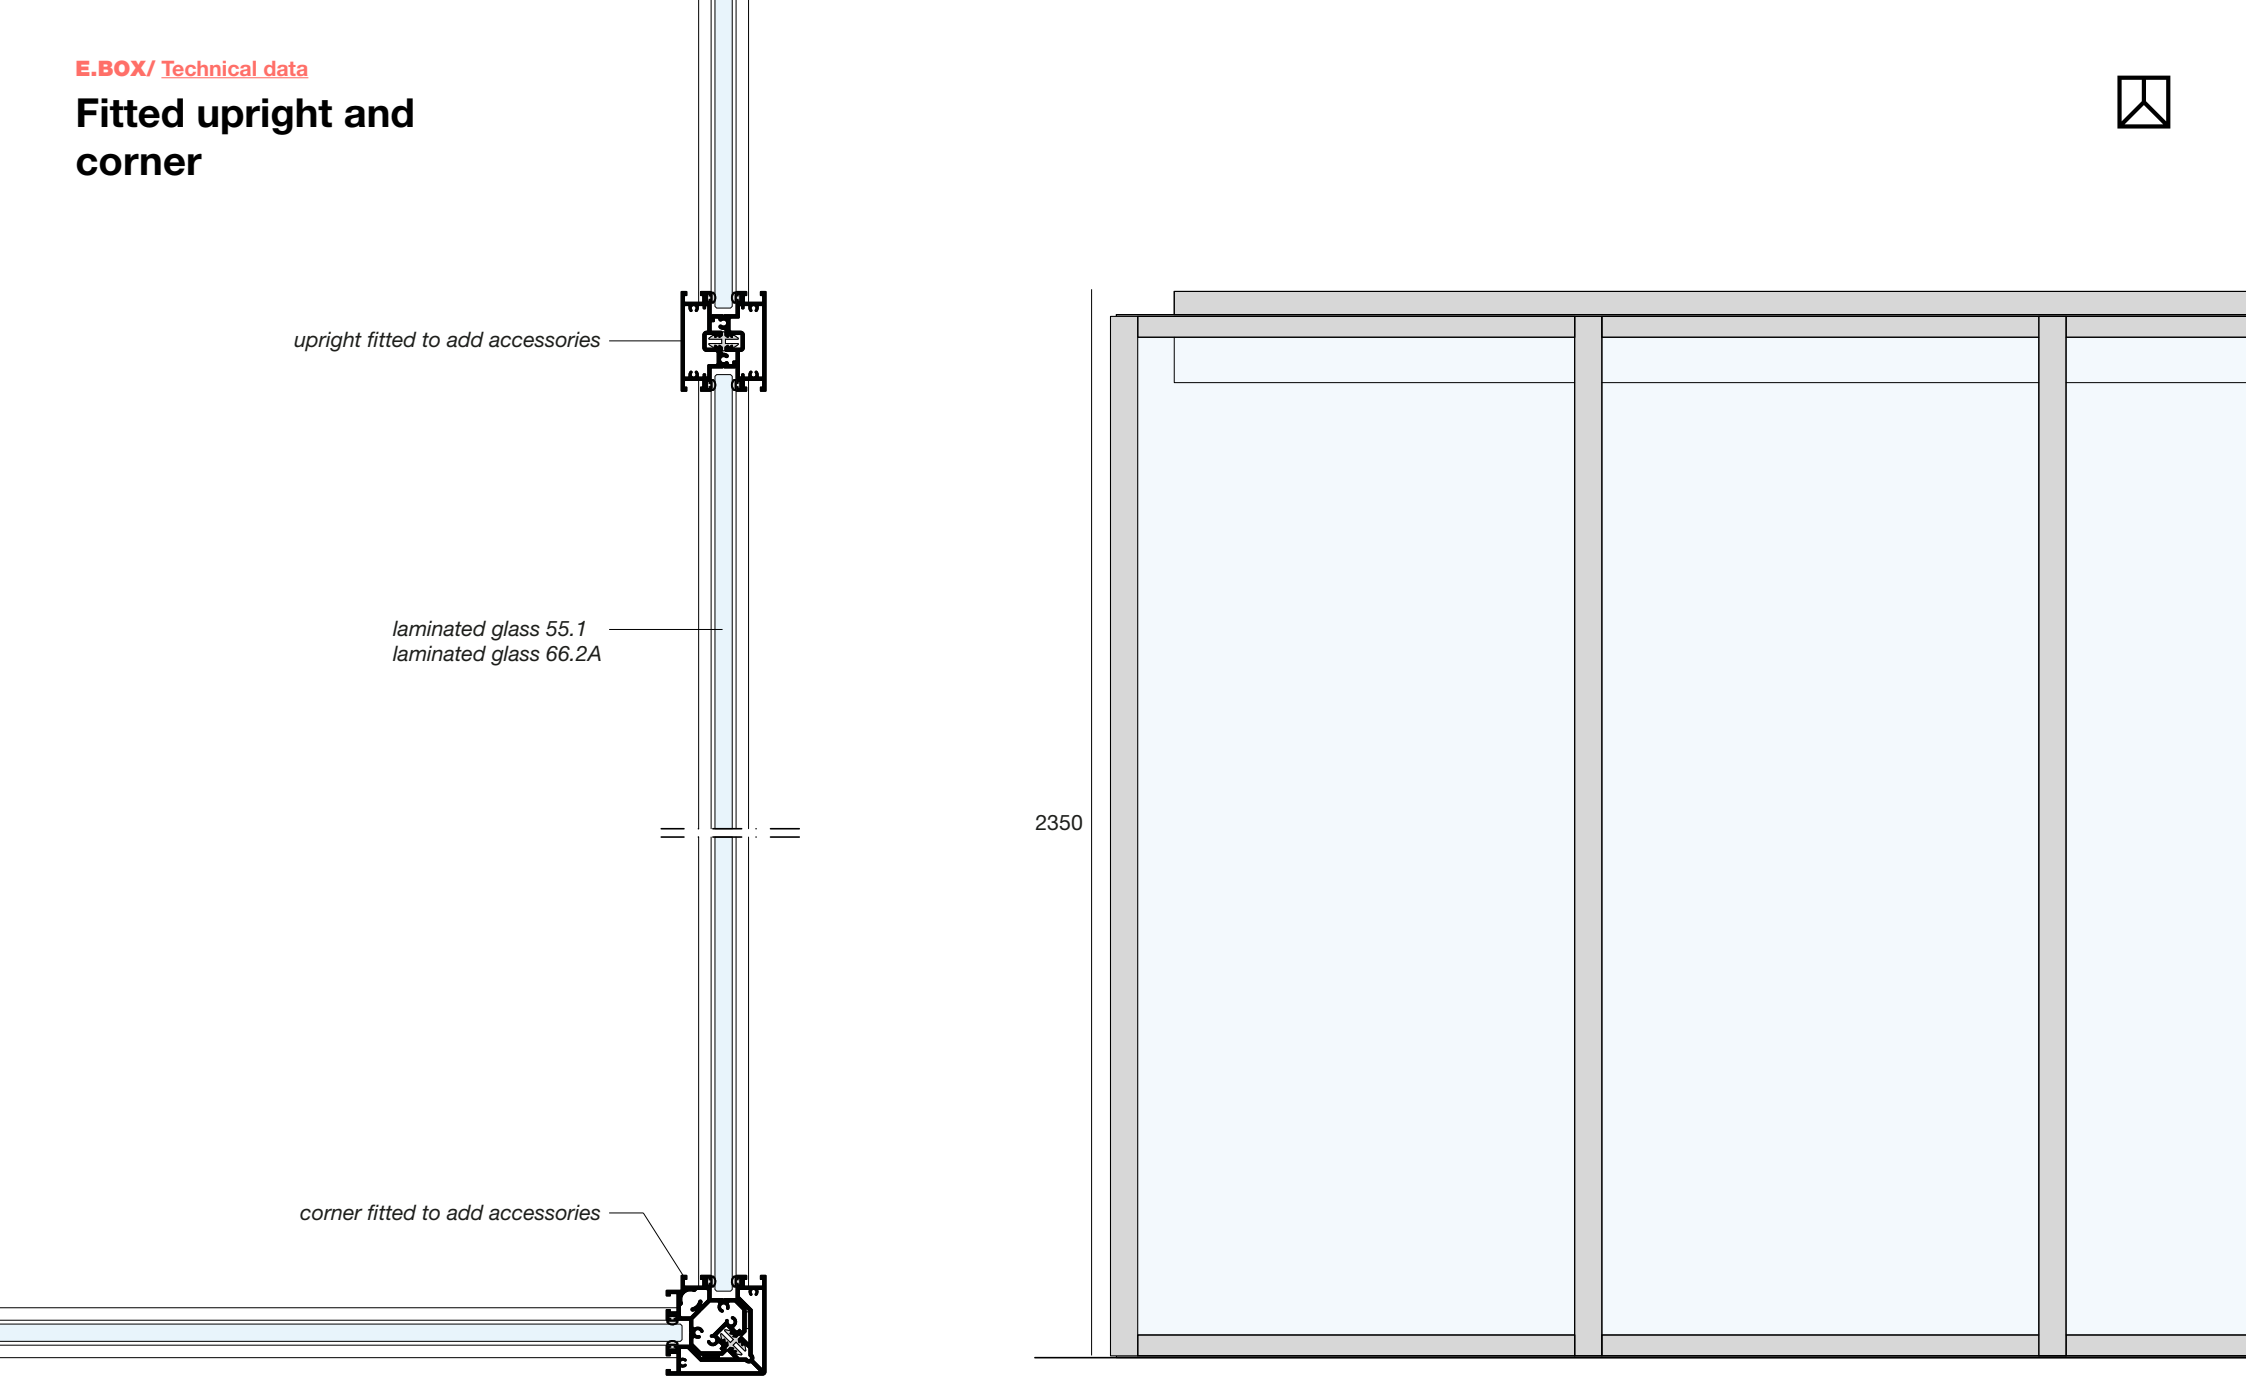 E.BOX/ Technical data
Fitted upright and
corner
upright fitted to add accessories
laminated glass 55.1
laminated glass 66.2A
2350
corner fitted to add accessories